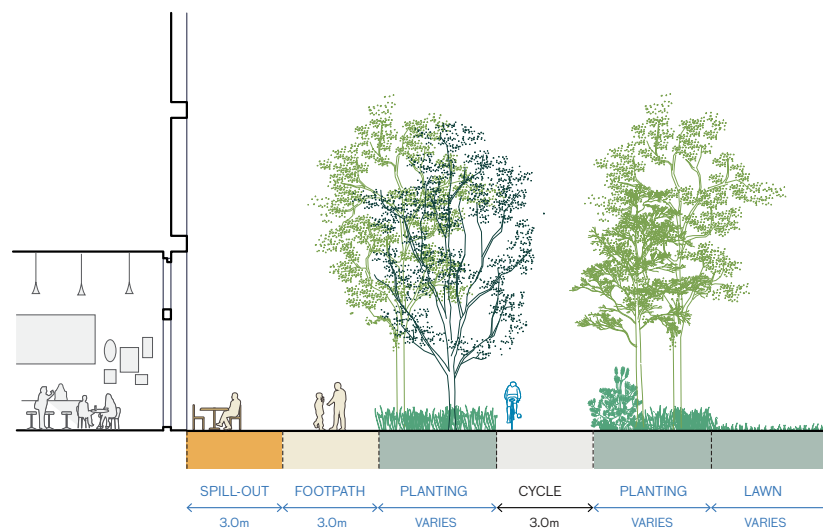 SPILL-OUT FOOTPATH PLANTING CYCLE PLANTING LAWN
3.0m 3.0m VARIES 3.0m VARIES VARIES